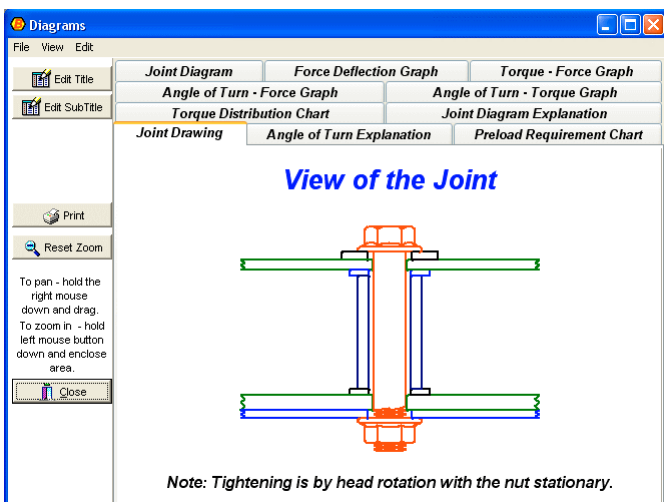 Diagrams
File View Edit
Edit Title
Edit SubTitle
Joint Diagram
Force Deflection Graph
Torque - Force Graph
Angle of Turn - Force Graph
Angle of Turn - Torque Graph
Torque Distribution Chart
Joint Diagram Explanation
Joint Drawing
Angle of Turn Explanation
Preload Requirement Chart
View of the Joint
Print
Reset Zoom
To pan - hold the
right mouse
down and drag.
To zoom in - hold
left mouse button
down and enclose
area.
Close
Note: Tightening is by head rotation with the nut stationary.